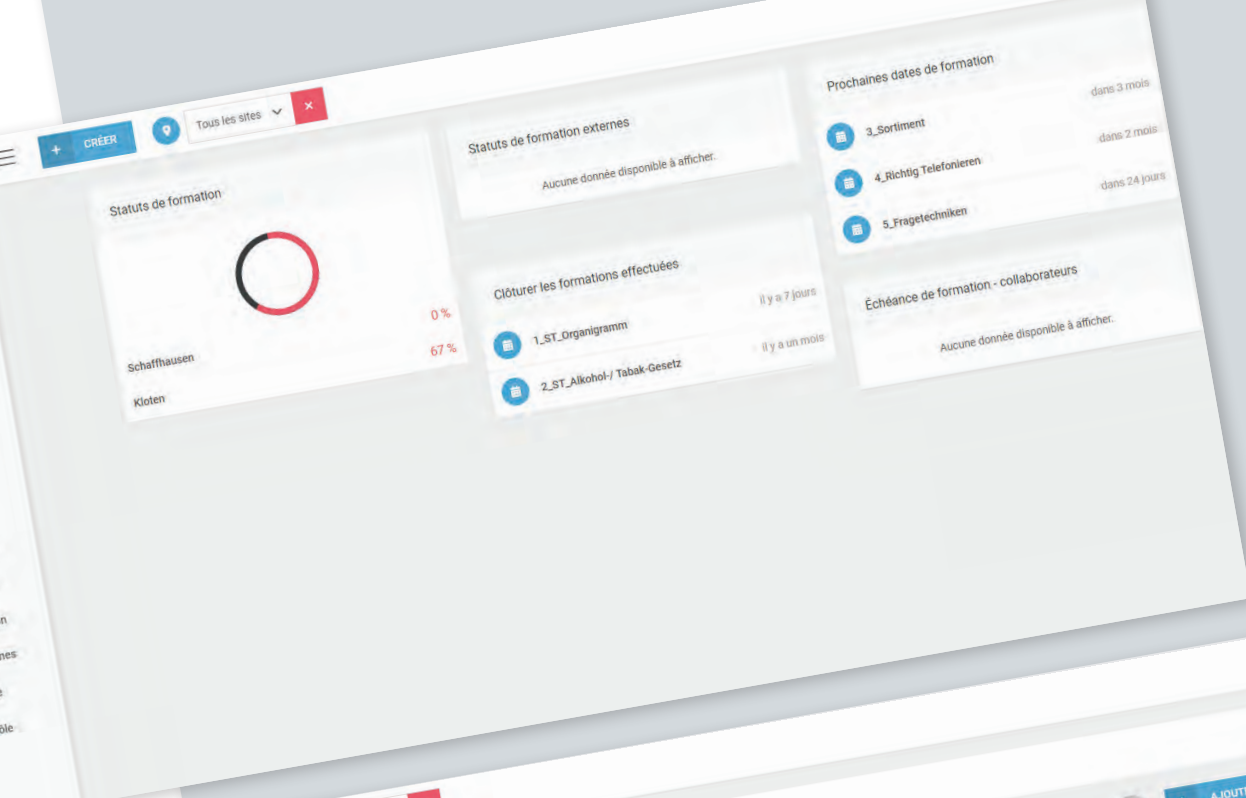 + CRÉER
Tous les sites
×
Statuts de formation
0 %
67 %
Schaffhausen
Kloten
Statuts de formation externes
Aucune donnée disponible à afficher.
Clôturer les formations effectuées
1_ST_Organigramm
il y a 7 jours
2_ST_Alkohol-/ Tabak-Gesetz
il y a un mois
Prochaines dates de formation
3_Sortiment
dans 3 mois
4_Richtig Telefonieren
dans 2 mois
5_Fragetechniken
dans 24 jours
Échéance de formation - collaborateurs
Aucune donnée disponible à afficher.